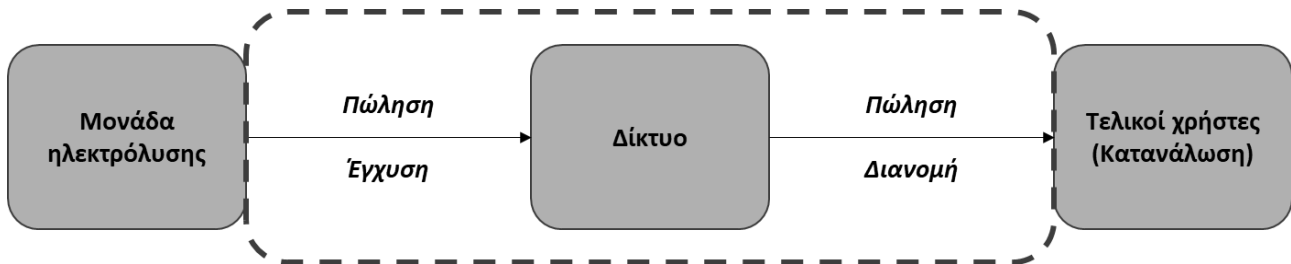 Μονάδα
ηλεκτρόλυσης
Πώληση
Έγχυση
Δίκτυο
Πώληση
Διανομή
Τελικοί χρήστες
(Κατανάλωση)